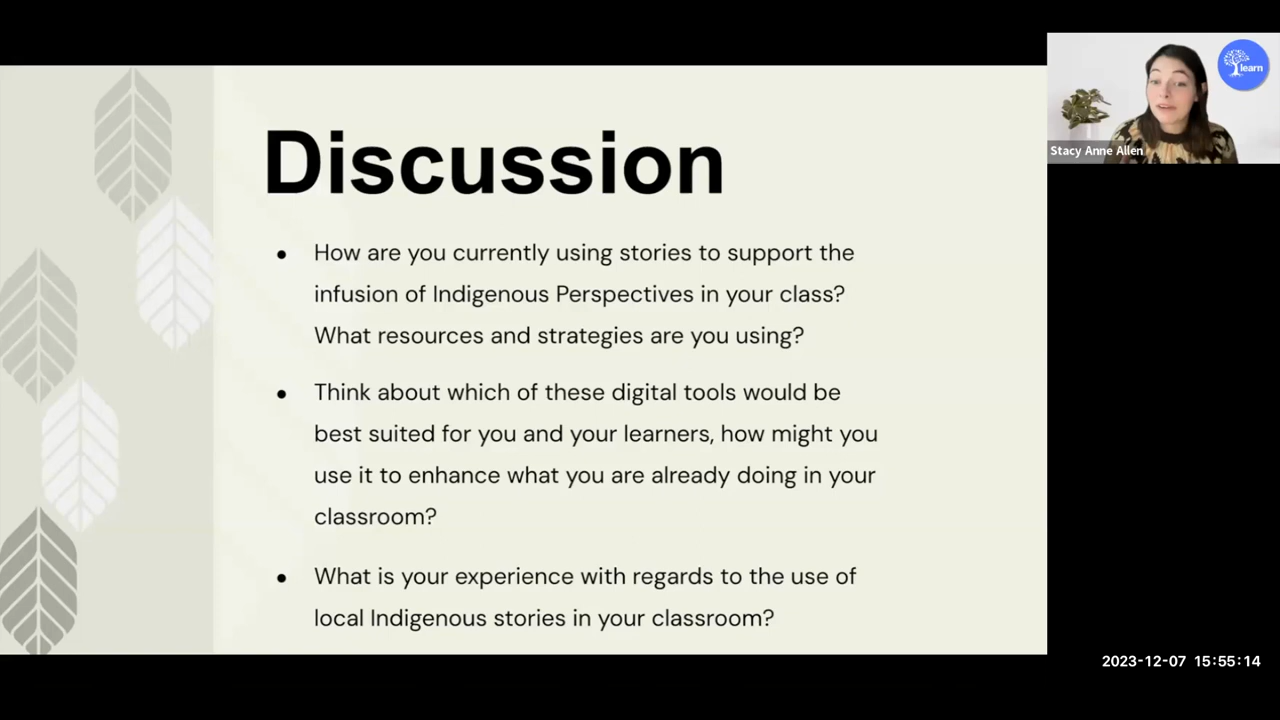 Discussion
● How are you currently using stories to support the
infusion of Indigenous Perspectives in your class?
What resources and strategies are you using?
● Think about which of these digital tools would be
best suited for you and your learners, how might you
use it to enhance what you are already doing in your
classroom?
● What is your experience with regards to the use of
local Indigenous stories in your classroom?
learn
Stacy Anne Allen
2023-12-07 15:55:14